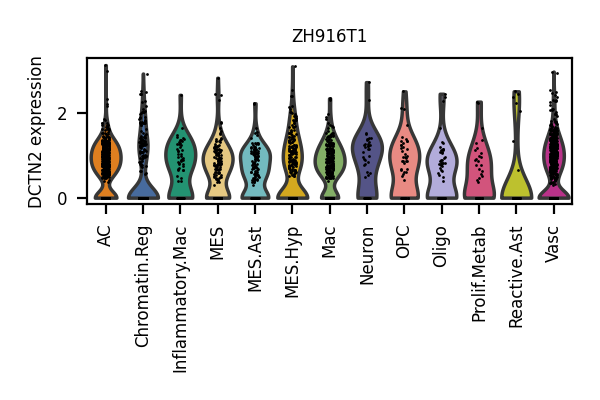 ZH916T1
DCTN2 expression
2
0
AC
Chromatin.Reg
Inflammatory.Mac
MES
MES.Ast
MES.Hyp
Mac
Neuron
OPC
Oligo
Prolif.Metab
Reactive.Ast
Vasc